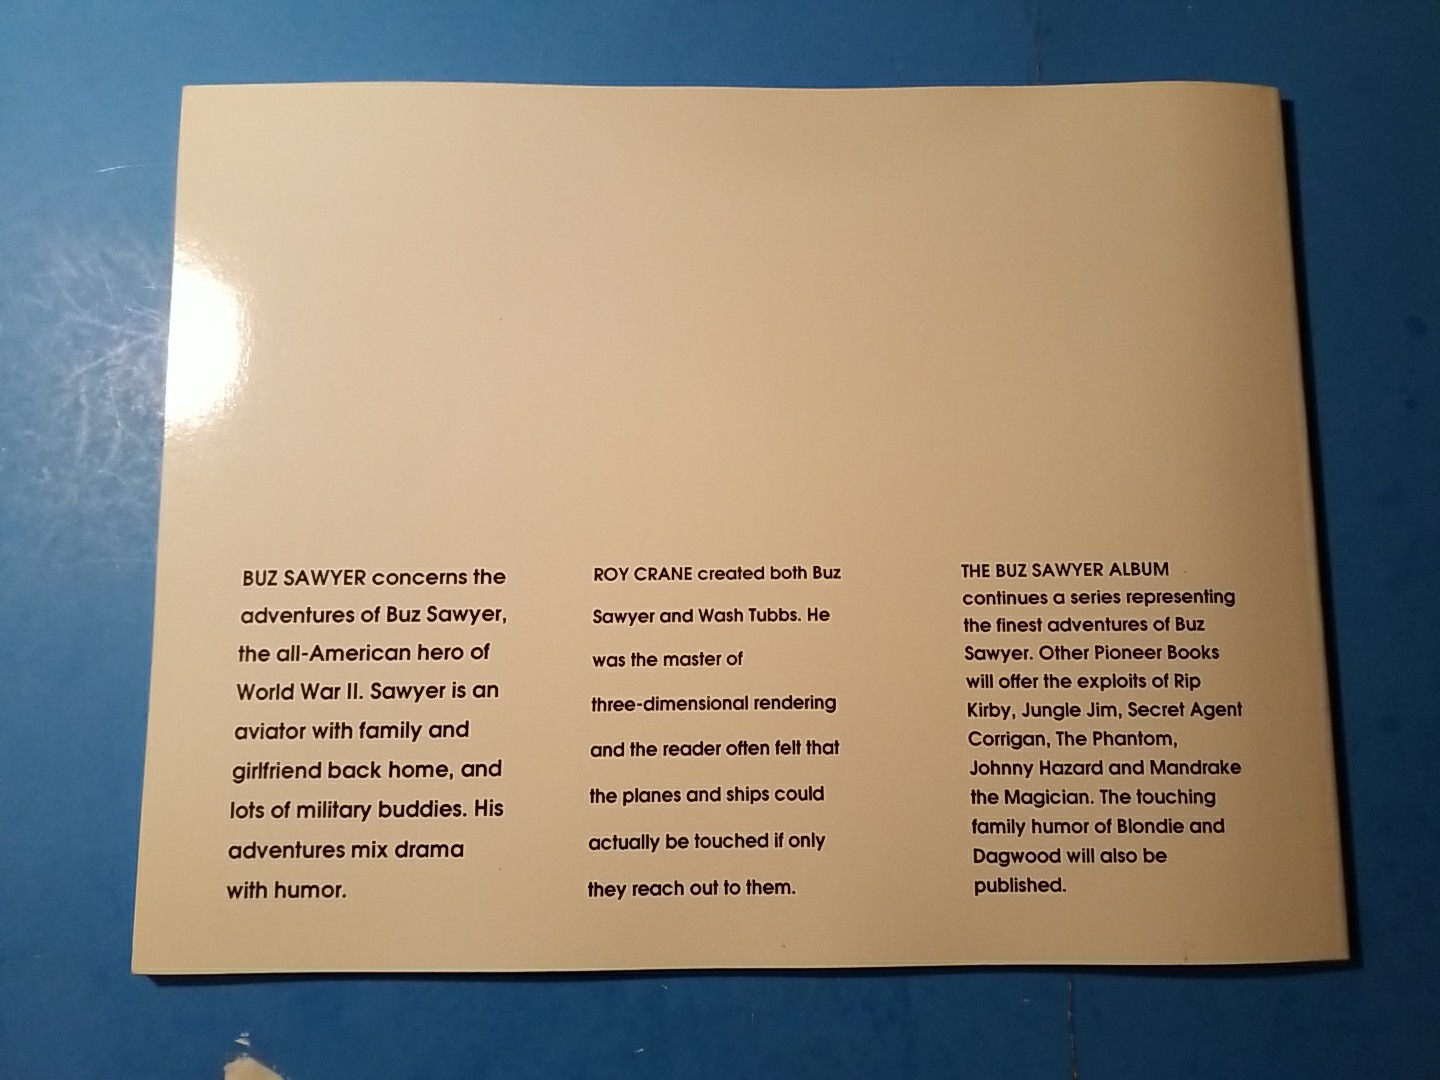 BUZ SAWYER concerns the
adventures of Buz Sawyer,
the all-American hero of
World War II. Sawyer is an
aviator with family and
girlfriend back home, and
lots of military buddies. His
adventures mix drama
with humor.
ROY CRANE created both Buz
Sawyer and Wash Tubbs. He
was the master of
three-dimensional rendering
and the reader often felt that
the planes and ships could
actually be touched if only
they reach out to them.
THE BUZ SAWYER ALBUM
continues a series representing
the finest adventures of Buz
Sawyer. Other Pioneer Books
will offer the exploits of Rip
Kirby, Jungle Jim, Secret Agent
Corrigan, The Phantom,
Johnny Hazard and Mandrake
the Magician. The touching
family humor of Blondie and
Dagwood will also be
published.